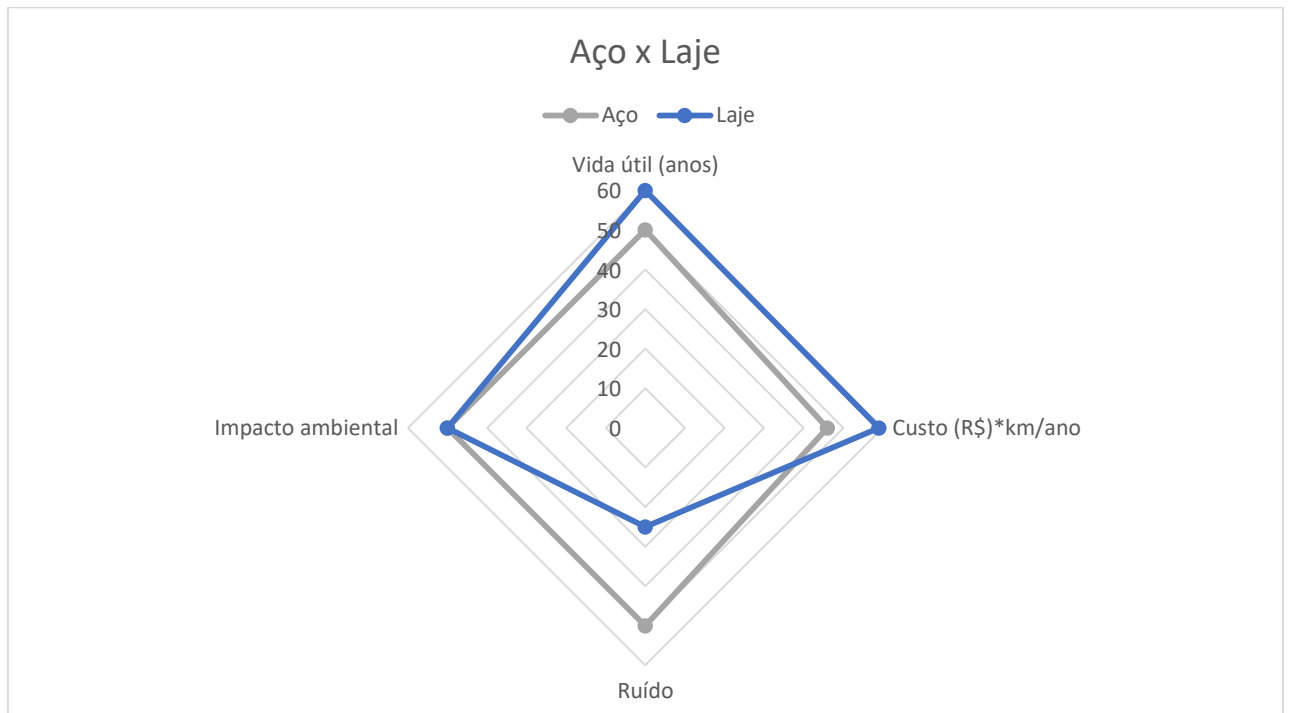 Aço x Laje
Aço Laje
Vida útil (anos)
60
50
40
30
20
10
0
Impacto ambiental
Custo (R$)*km/ano
Ruído